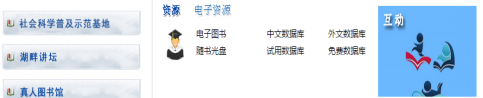 社会科学普及示范基地
湖畔讲坛
真人图书馆
资源 电子资源
电子图书 中文数据库 外文数据库
随书光盘 试用数据库 免费数据库
互动